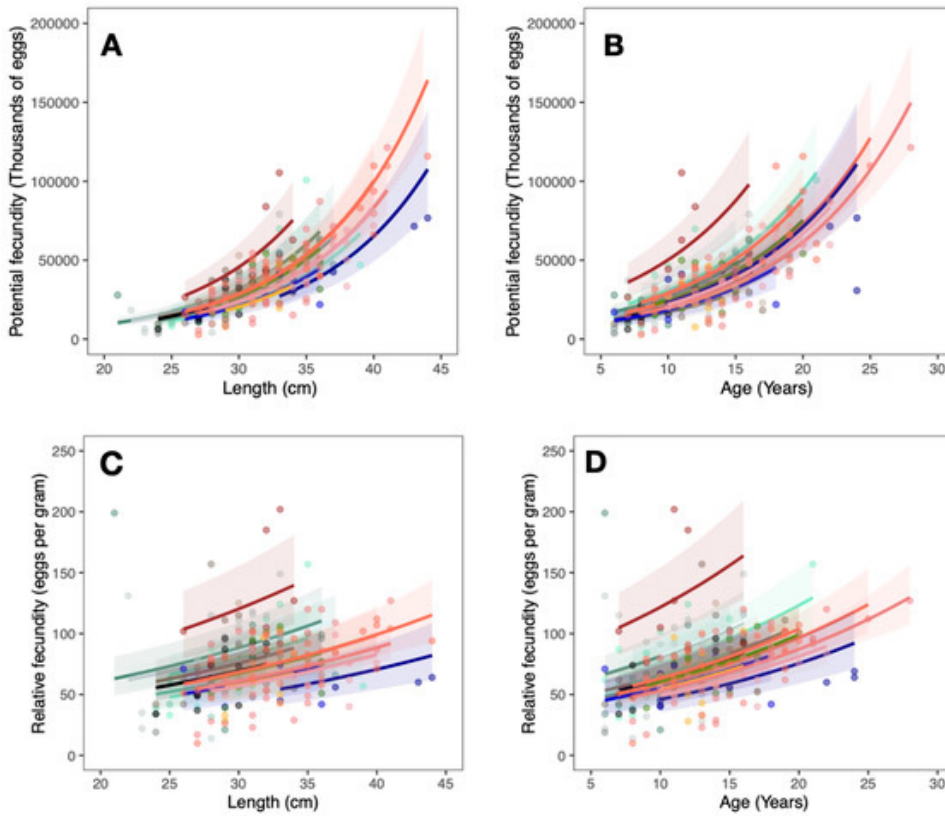 A
Potential fecundity (Thousands of eggs)
200000
150000
100000
50000
0
20 25 30 35 40 45
Length (cm)
B
Potential fecundity (Thousands of eggs)
200000
150000
100000
50000
0
5 10 15 20 25 30
Age (Years)
C
Relative fecundity (eggs per gram)
250
200
150
100
50
0
20 25 30 35 40 45
Length (cm)
D
Relative fecundity (eggs per gram)
250
200
150
100
50
0
5 10 15 20 25 30
Age (Years)